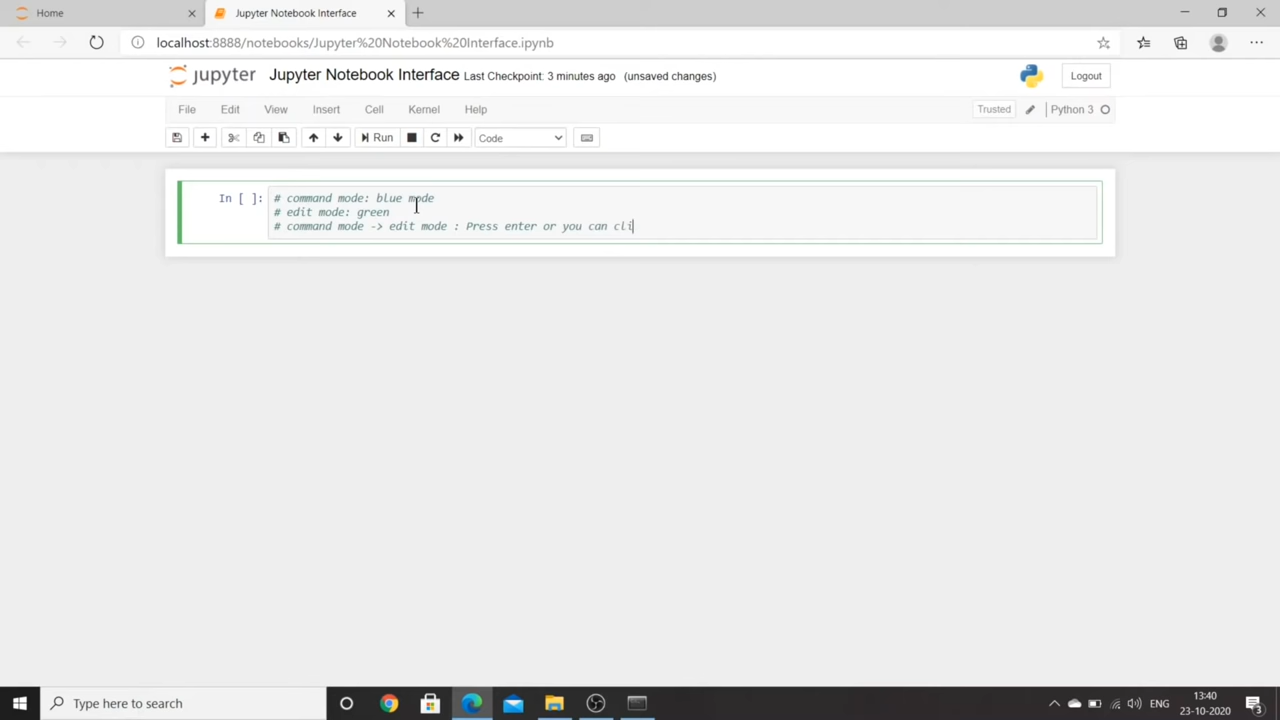 Home
Jupyter Notebook Interface
localhost:8888/notebooks/Jupyter%20Notebook%20Interface.ipynb
jupyter Jupyter Notebook Interface Last Checkpoint: 3 minutes ago (unsaved changes)
Logout
File Edit View Insert Cell Kernel Help
Trusted
Python 3
Run
Code
In [ ]:
# command mode: blue mode
# edit mode: green
# command mode -> edit mode : Press enter or you can cli
Type here to search
ENG
13:40
23-10-2020
3